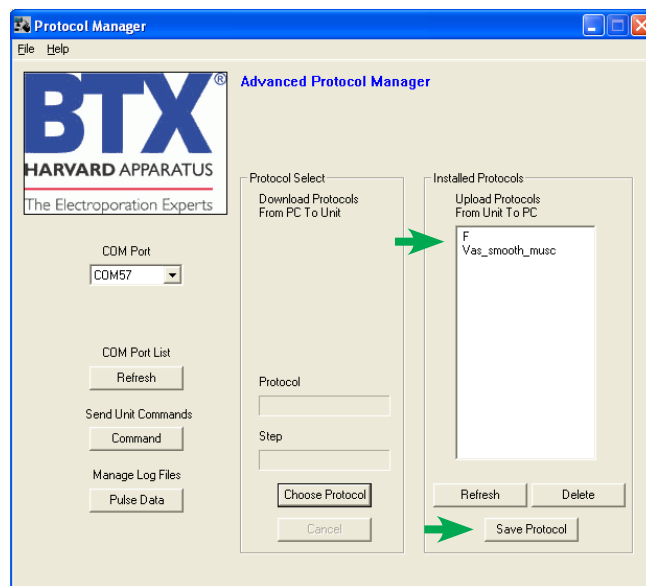 Protocol Manager
File Help
BTX®
HARVARD APPARATUS
The Electroporation Experts
Advanced Protocol Manager
COM Port
COM57
COM Port List
Refresh
Send Unit Commands
Command
Manage Log Files
Pulse Data
Protocol Select
Download Protocols
From PC To Unit
Protocol
Step
Choose Protocol
Cancel
Installed Protocols
Upload Protocols
From Unit To PC
F
Vas_smooth_musc
Refresh Delete
Save Protocol